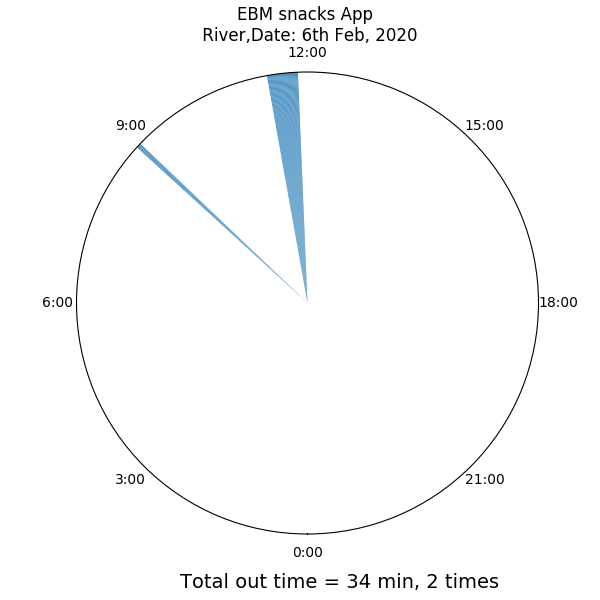 EBM snacks App
River,Date: 6th Feb, 2020
12:00
9:00
15:00
6:00
18:00
3:00
21:00
0:00
Total out time = 34 min, 2 times